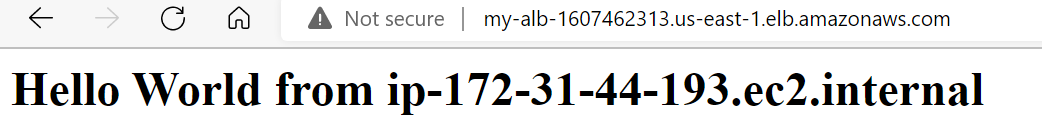 Not secure | my-alb-1607462313.us-east-1.elb.amazonaws.com
Hello World from ip-172-31-44-193.ec2.internal